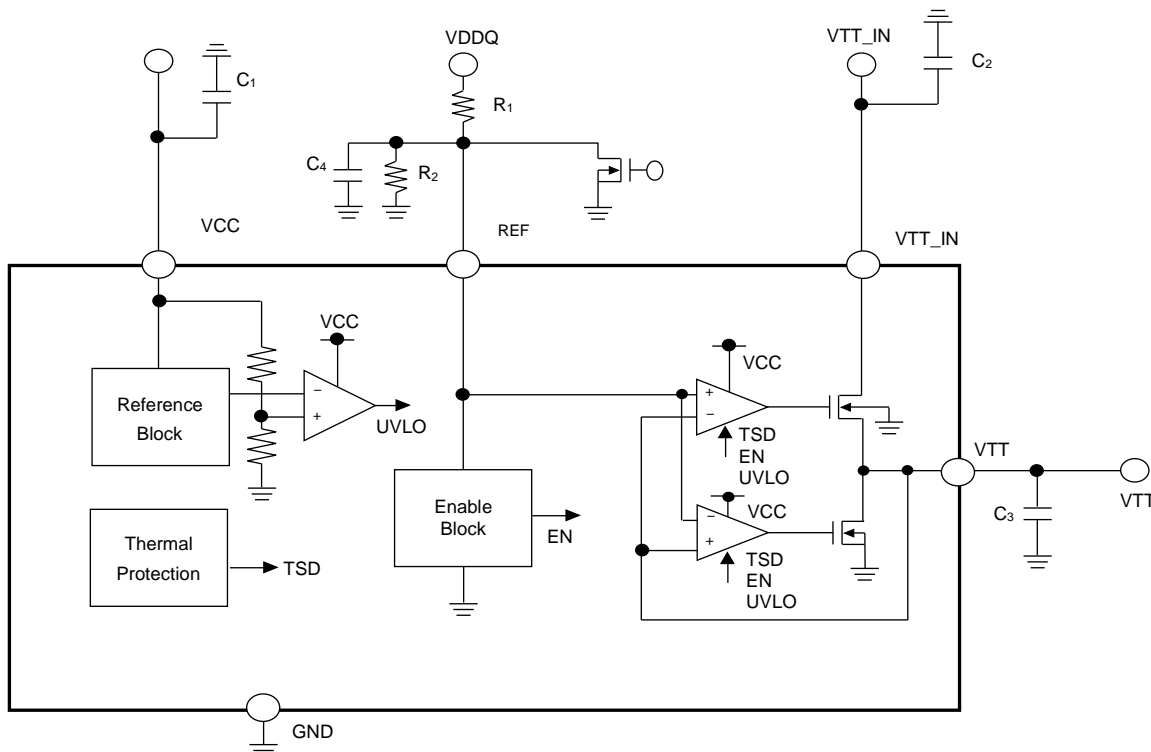 VDDQ
VTT_IN
C₁
C₂
R₁
C₄
R₂
VCC
REF
VTT_IN
VCC
VCC
Reference
Block
−
+
UVLO
+
−
TSD
EN
UVLO
VTT
VTT
C₃
Enable
Block
EN
VCC
−
+
TSD
EN
UVLO
Thermal
Protection
TSD
GND